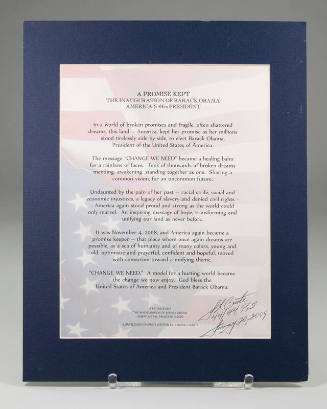 A PROMISE KEPT
THE INAUGURATION OF BARACK OBAMA
AMERICA'S 44th PRESIDENT
In a world of broken promises and fragile, often shattered
dreams, this land - America, kept her promise as her millions
stood tirelessly side by side, to elect Barack Obama
President of the United States of America.
The message "CHANGE WE NEED" became a healing balm
for a rainbow of faces. Tens of thousands of broken dreams
mending, awakening, standing together as one. Sharing a
common vision, for an uncommon future.
Undaunted by the pain of her past - racial strife, social and
economic injustices, a legacy of slavery and denied civil rights -
America again stood proud and strong as the world could
only marvel. An inspiring message of hope, transforming and
unifying our land as never before.
It was November 4, 2008, and America again became a
promise keeper - that place where once again dreams are
possible, as a sea of humanity and of many colors, young and
old, optimistic and prayerful, confident and hopeful, moved
with conviction toward a unifying theme.
"CHANGE WE NEED." A model for a hurting world became
the change we now enjoy. God bless the
United States of America and President Barack Obama.